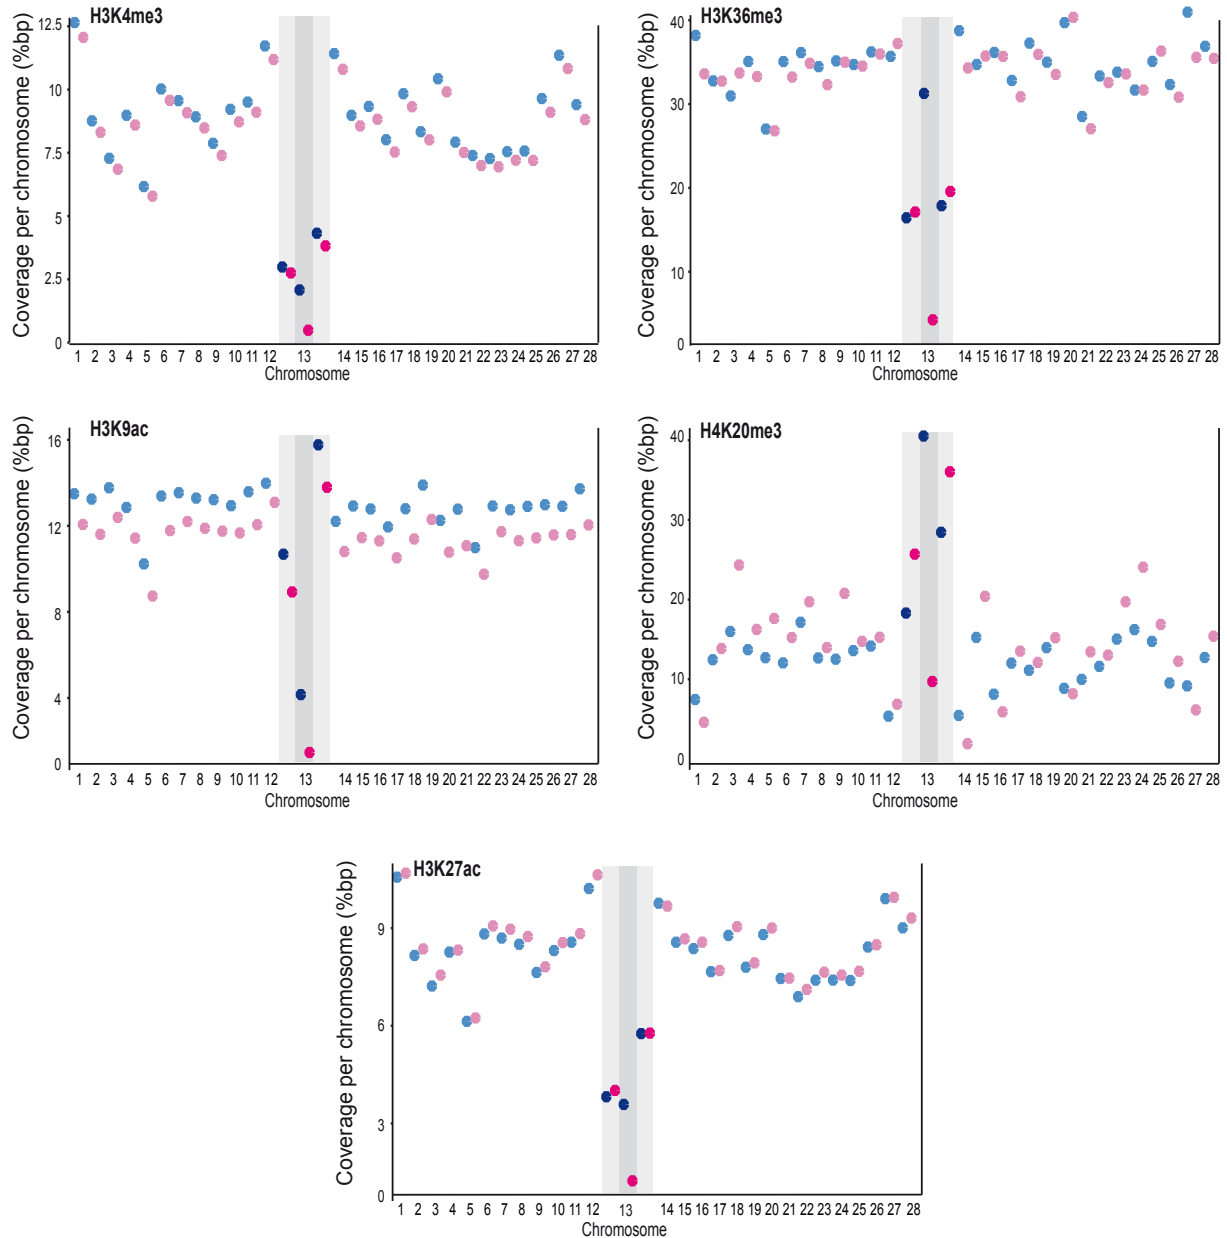 H3K4me3
Coverage per chromosome (%bp)
12.5
10
7.5
5
2.5
0
1 2 3 4 5 6 7 8 9 10 11 12 13 14 15 16 17 18 19 20 21 22 23 24 25 26 27 28
Chromosome
H3K36me3
Coverage per chromosome (%bp)
40
30
20
10
0
1 2 3 4 5 6 7 8 9 10 11 12 13 14 15 16 17 18 19 20 21 22 23 24 25 26 27 28
Chromosome
H3K9ac
Coverage per chromosome (%bp)
16
12
8
4
0
1 2 3 4 5 6 7 8 9 10 11 12 13 14 15 16 17 18 19 20 21 22 23 24 25 26 27 28
Chromosome
H4K20me3
Coverage per chromosome (%bp)
40
30
20
10
0
1 2 3 4 5 6 7 8 9 10 11 12 13 14 15 16 17 18 19 20 21 22 23 24 25 26 27 28
Chromosome
H3K27ac
Coverage per chromosome (%bp)
9
6
3
0
1 2 3 4 5 6 7 8 9 10 11 12 13 14 15 16 17 18 19 20 21 22 23 24 25 26 27 28
Chromosome